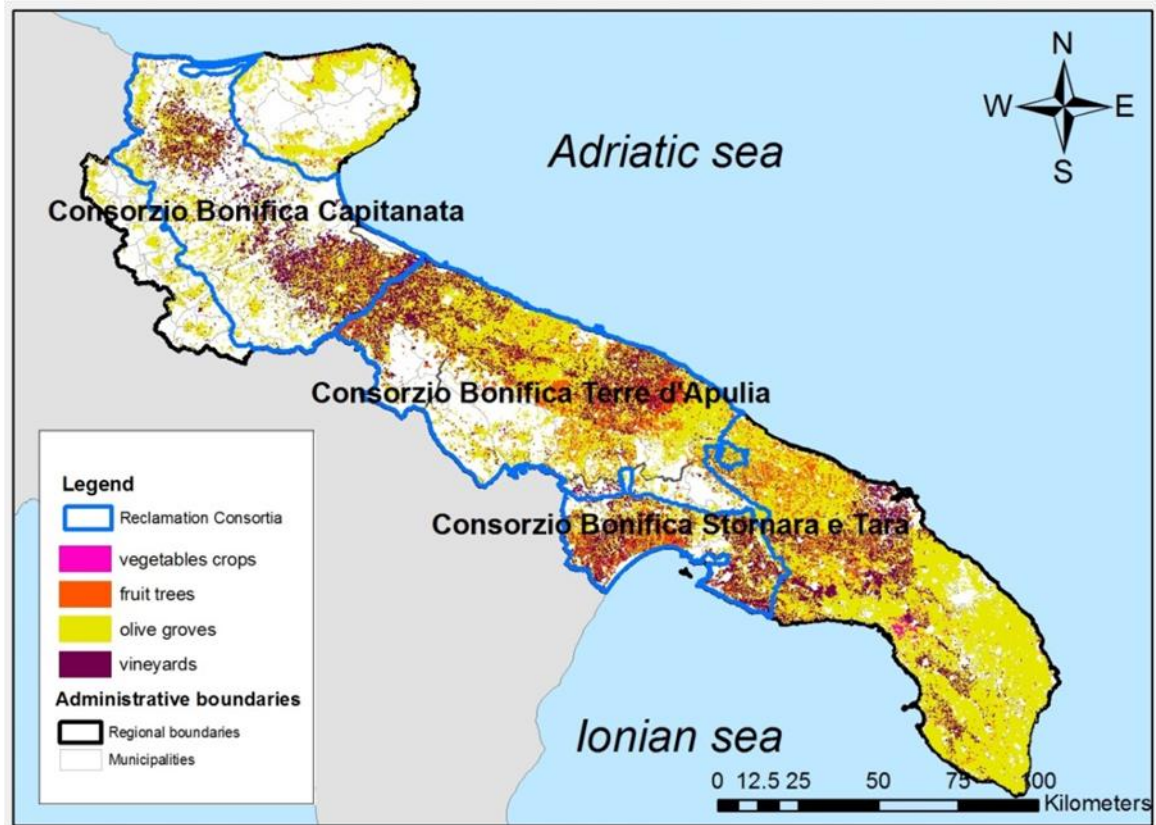 N
W E
S
Adriatic sea
Consorzio Bonifica Capitanata
Consorzio Bonifica Terre d'Apulia
Consorzio Bonifica Stornara e Tara
Legend
Reclamation Consortia
vegetables crops
fruit trees
olive groves
vineyards
Administrative boundaries
Regional boundaries
Municipalities
Ionian sea
0 12.5 25 50 75 100
Kilometers